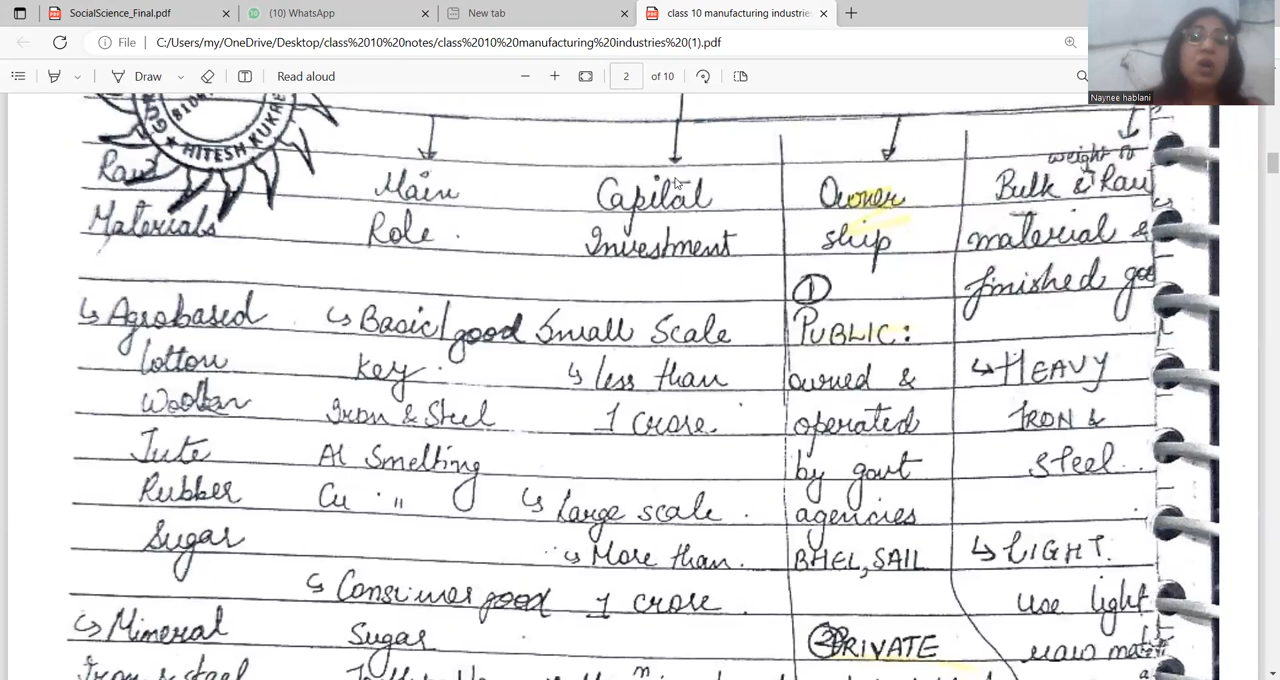 SocialScience_Final.pdf
(10) WhatsApp
New tab
class 10 manufacturing industrie
File
C:/Users/my/OneDrive/Desktop/class%2010%20notes/class%2010%20manufacturing%20industries%20(1).pdf
Draw
Read aloud
2 of 10
Naynee hablani
HITESH KUKRE
Raw Main Capital Owner weight of Bulk & Raw
Materials Role. Investment ship material &
finished goo
①
↳ Agrobased ↳ Basic/good Small Scale PUBLIC:
Cotton Key. ↳ less than owned & ↳ HEAVY
Woolen Iron & Steel 1 crore. operated IRON &
Jute Al Smelting by govt Steel.
Rubber Cu " ↳ Large scale. agencies
Sugar ↳ More than. BHEL, SAIL ↳ LIGHT.
↳ Consumer good 1 crore. use light
↳ Mineral Sugar ② PRIVATE raw mate
Iron & steel